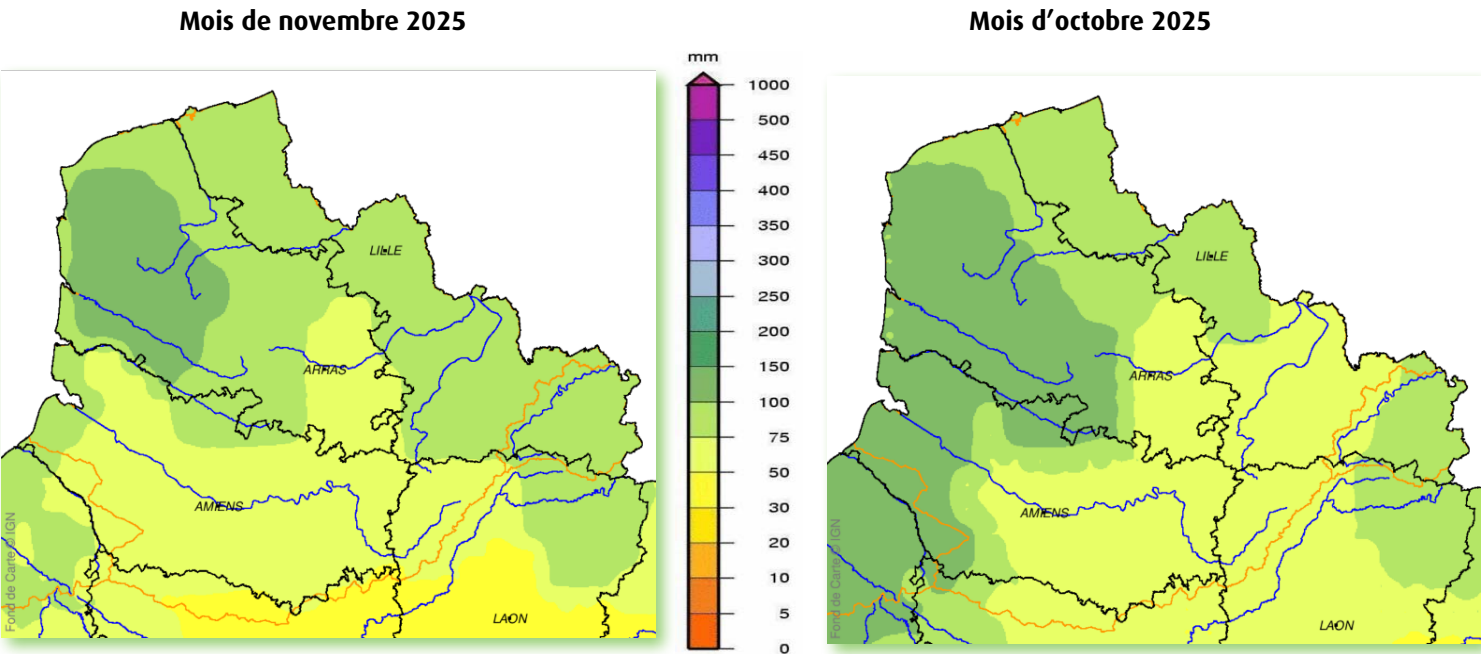 Mois de novembre 2025
Mois d’octobre 2025
mm
1000
500
450
400
350
300
250
200
150
100
75
50
30
20
10
5
0
LILLE
ARRAS
AMIENS
LAON
Fond de Carte © IGN
LILLE
ARRAS
AMIENS
LAON
Fond de Carte © IGN